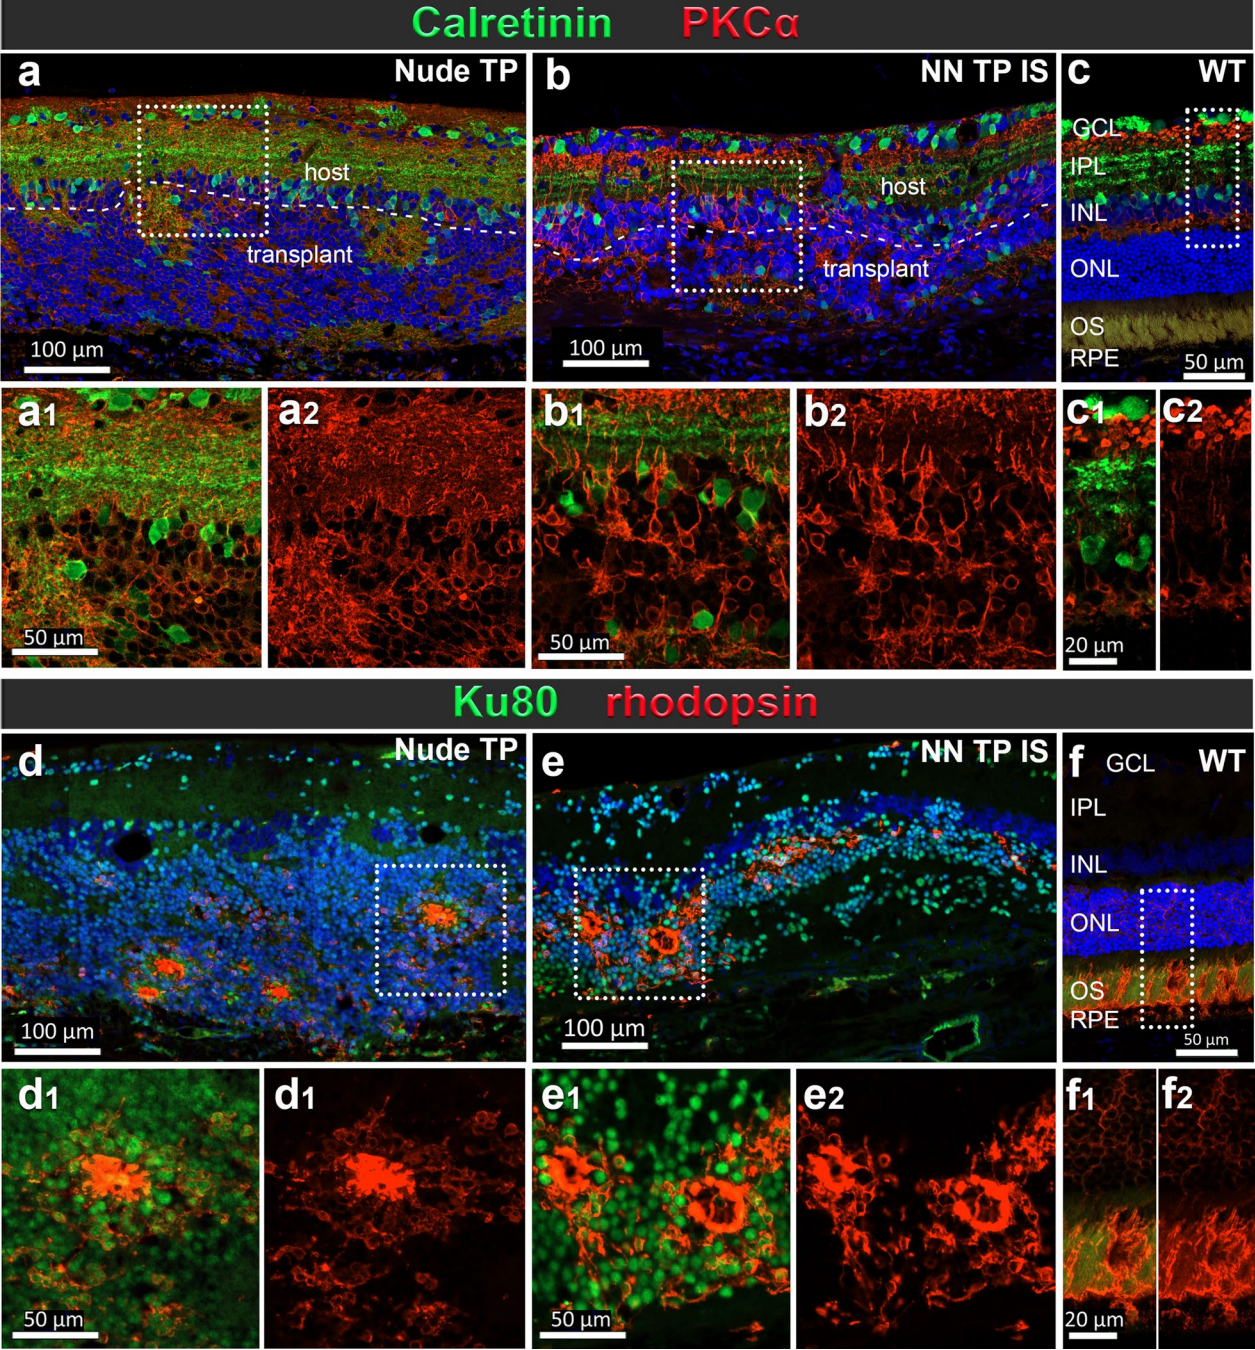 Calretinin PKCα
a Nude TP
host
transplant
100 µm
b NN TP IS
host
transplant
100 µm
c WT
GCL
IPL
INL
ONL
OS
RPE
50 µm
a1
50 µm
a2
b1
50 µm
b2
c1
20 µm
c2
Ku80 rhodopsin
d Nude TP
100 µm
e NN TP IS
100 µm
f GCL WT
IPL
INL
ONL
OS
RPE
50 µm
d1
50 µm
d1
e1
50 µm
e2
f1
20 µm
f2